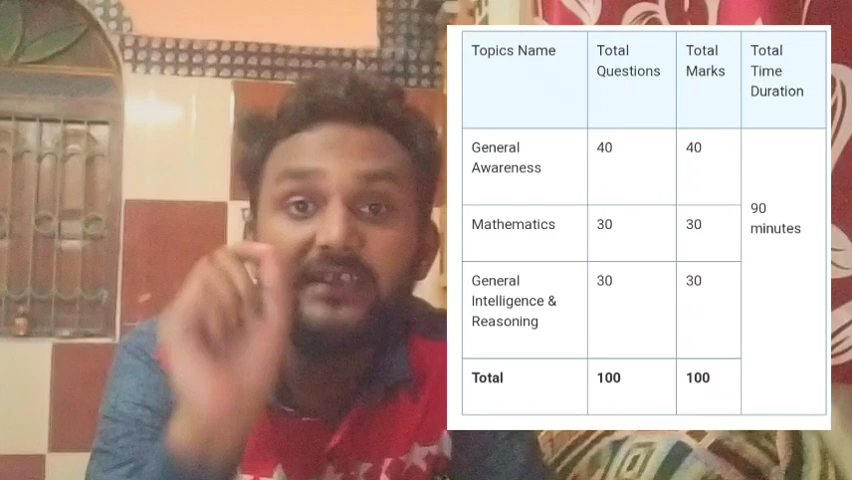 Topics Name
Total Questions
Total Marks
Total Time Duration
General Awareness
40
40
90 minutes
Mathematics
30
30
General Intelligence & Reasoning
30
30
Total
100
100